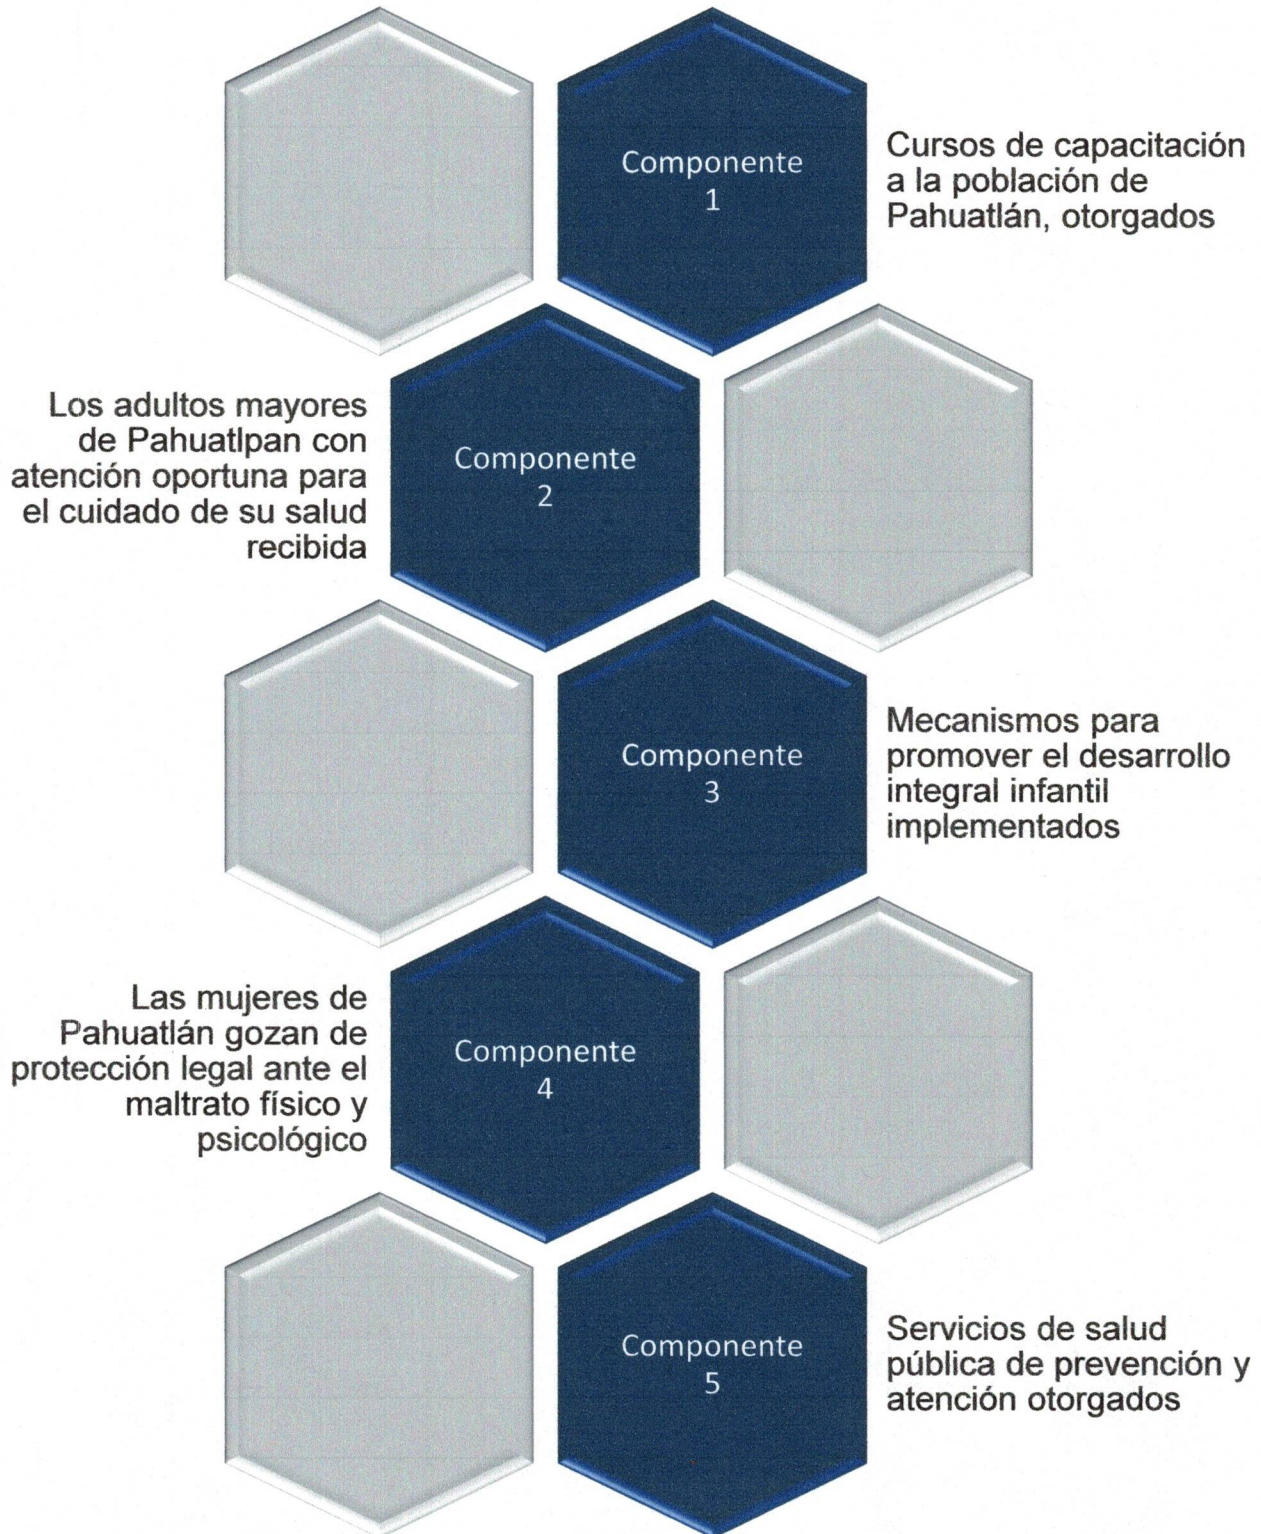 Componente
1
Cursos de capacitación
a la población de
Pahuatlán, otorgados
Los adultos mayores
de Pahuatlpan con
atención oportuna para
el cuidado de su salud
recibida
Componente
2
Componente
3
Mecanismos para
promover el desarrollo
integral infantil
implementados
Las mujeres de
Pahuatlán gozan de
protección legal ante el
maltrato físico y
psicológico
Componente
4
Componente
5
Servicios de salud
pública de prevención y
atención otorgados